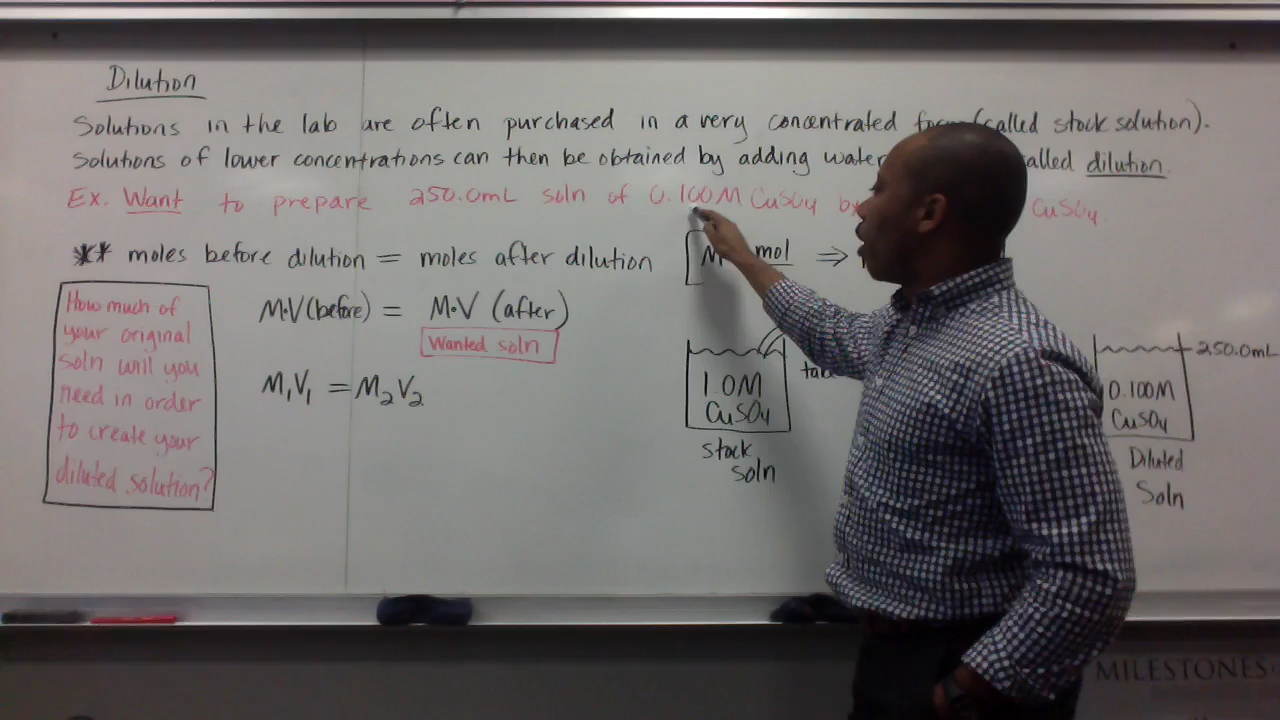 Dilution
Solutions in the lab are often purchased in a very concentrated form (called stock solution).
Solutions of lower concentrations can then be obtained by adding water called dilution.
Ex. Want to prepare 250.0mL soln of 0.100M CuSO4 CuSO4.
** moles before dilution = moles after dilution
mol ⇒
How much of
your original
soln will you
need in order
to create your
diluted solution?
M·V (before) = M·V (after)
Wanted soln
M₁V₁ = M₂V₂
1.0M
CuSO4
stock
soln
250.0mL
0.100M
CuSO4
Diluted
Soln
MILESTONES